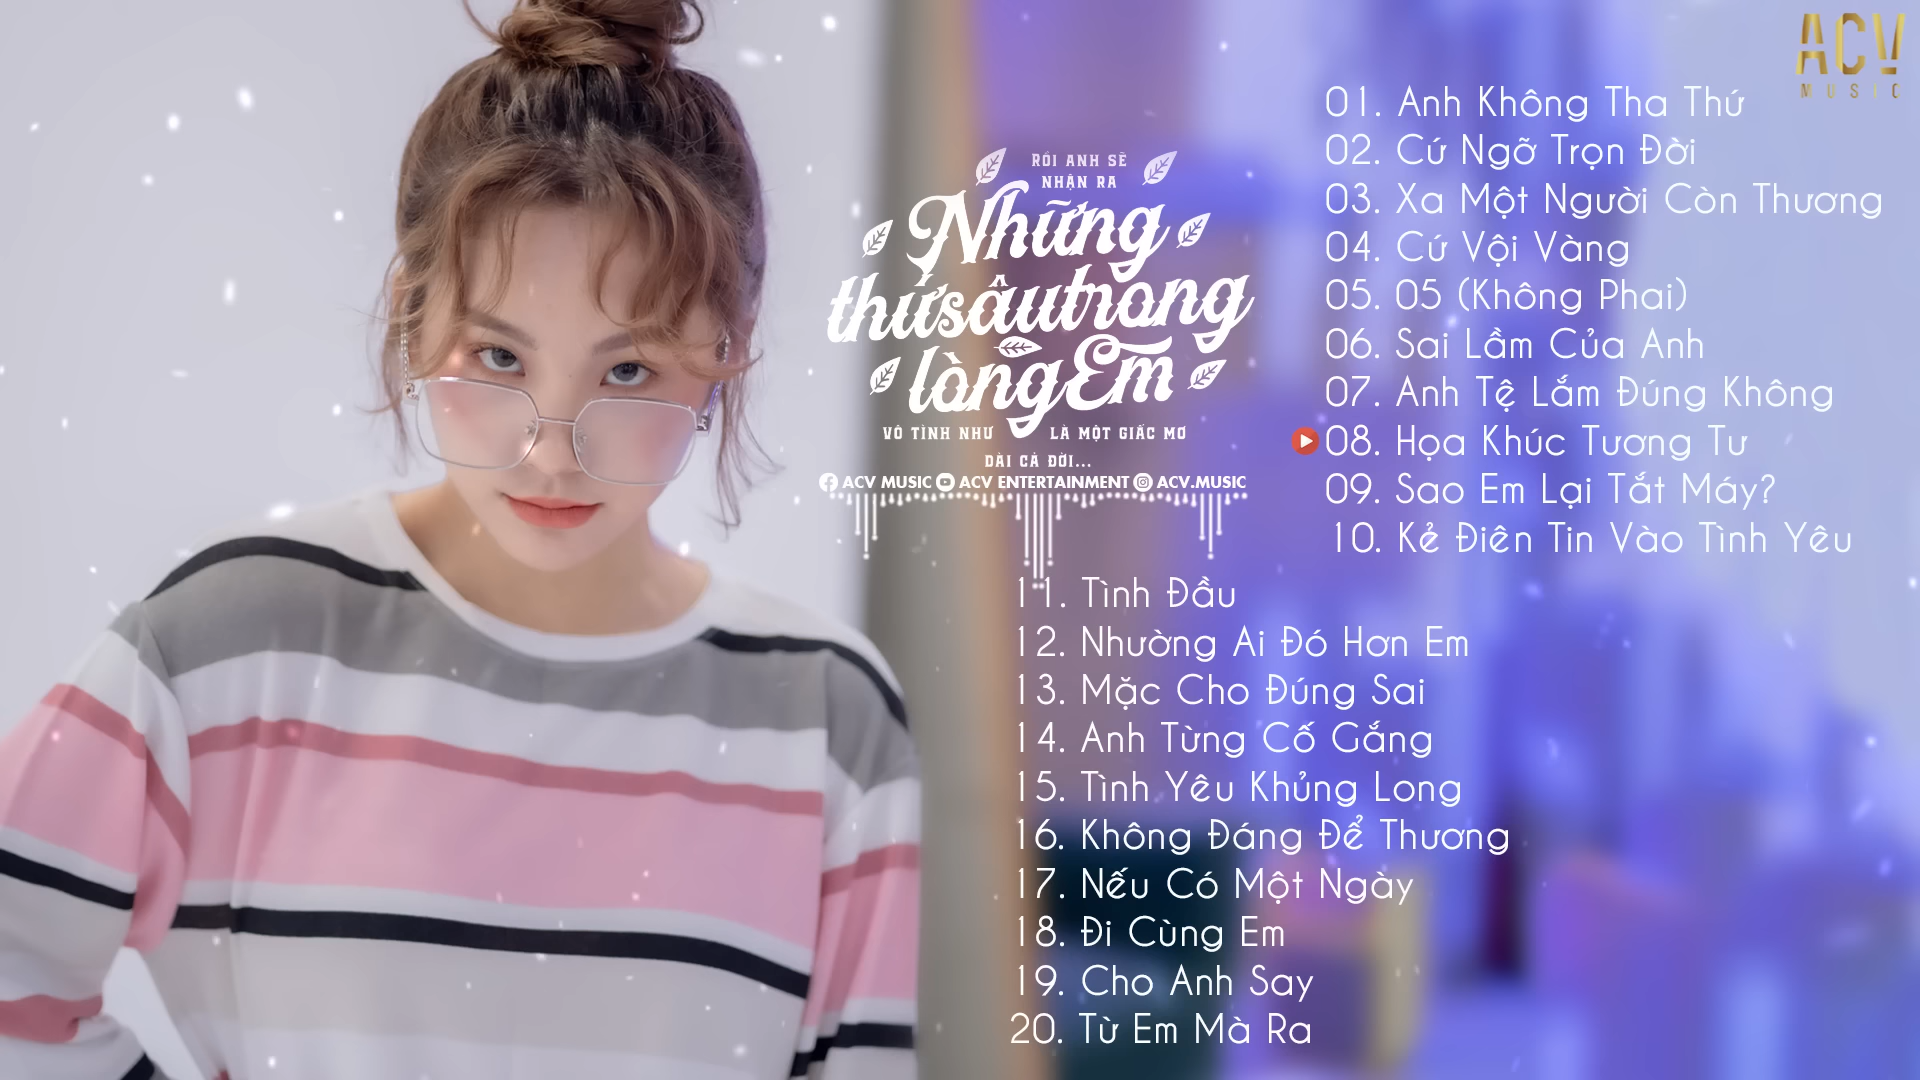 ACV
MUSIC
RỒI ANH SẼ
NHẬN RA
Những
thứ sâu trong
lòng Em
VÔ TÌNH NHƯ LÀ MỘT GIẤC MƠ
DÀI CẢ ĐỜI...
ACV MUSIC ACV ENTERTAINMENT ACV.MUSIC
01. Anh Không Tha Thứ
02. Cứ Ngỡ Trọn Đời
03. Xa Một Người Còn Thương
04. Cứ Vội Vàng
05. 05 (Không Phai)
06. Sai Lầm Của Anh
07. Anh Tệ Lắm Đúng Không
08. Họa Khúc Tương Tư
09. Sao Em Lại Tắt Máy?
10. Kẻ Điên Tin Vào Tình Yêu
11. Tình Đầu
12. Nhường Ai Đó Hơn Em
13. Mặc Cho Đúng Sai
14. Anh Từng Cố Gắng
15. Tình Yêu Khủng Long
16. Không Đáng Để Thương
17. Nếu Có Một Ngày
18. Đi Cùng Em
19. Cho Anh Say
20. Từ Em Mà Ra